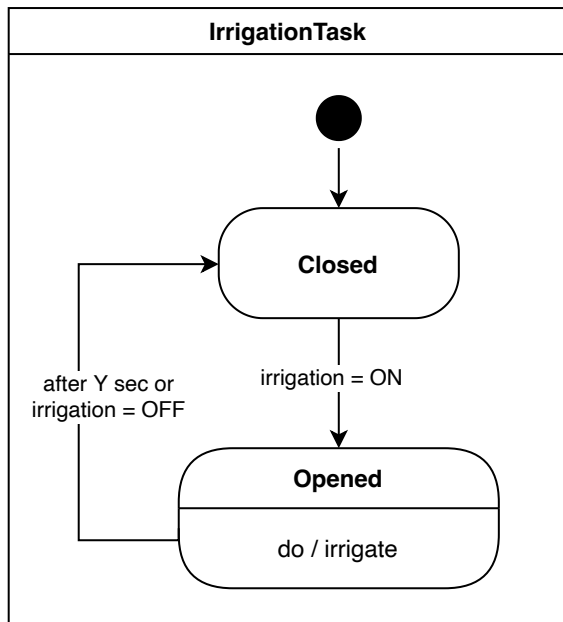 IrrigationTask
Closed
irrigation = ON
after Y sec or
irrigation = OFF
Opened
do / irrigate